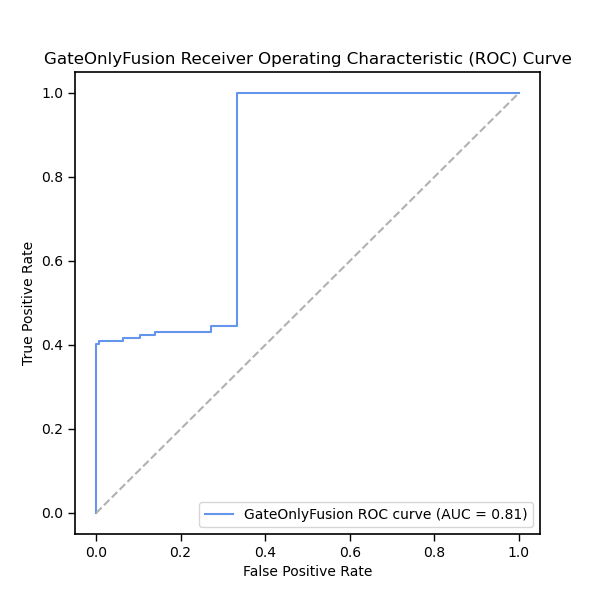 GateOnlyFusion Receiver Operating Characteristic (ROC) Curve
1.0
0.8
0.6
0.4
0.2
0.0
True Positive Rate
GateOnlyFusion ROC curve (AUC = 0.81)
0.0 0.2 0.4 0.6 0.8 1.0
False Positive Rate